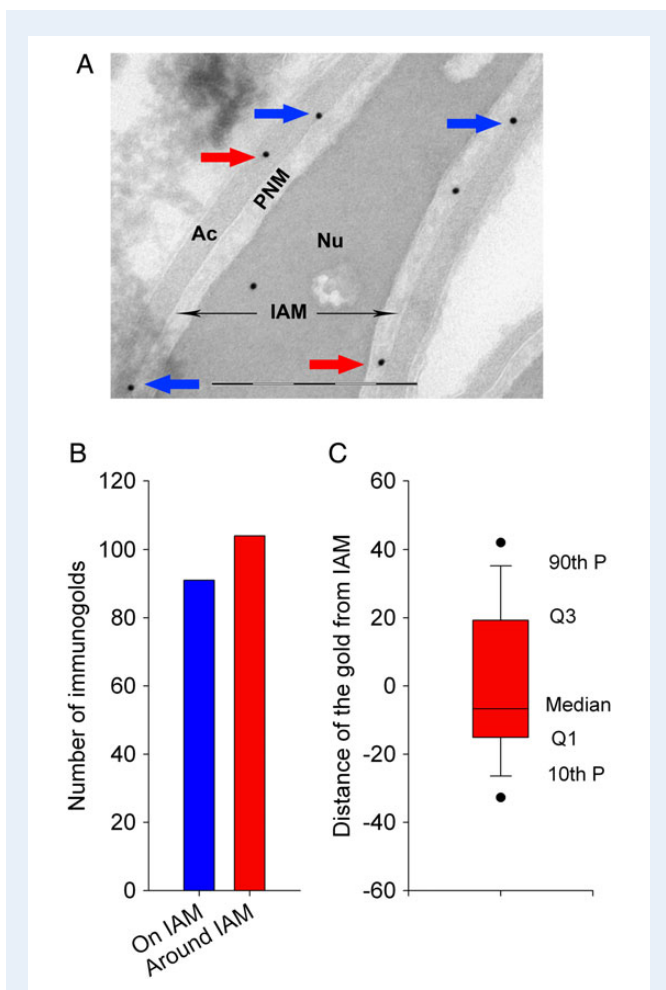 A
PNM
Ac
Nu
IAM
B
Number of immunogolds
120
100
80
60
40
20
0
On IAM
Around IAM
C
Distance of the gold from IAM
60
40
20
0
-20
-40
-60
90th P
Q3
Median
Q1
10th P